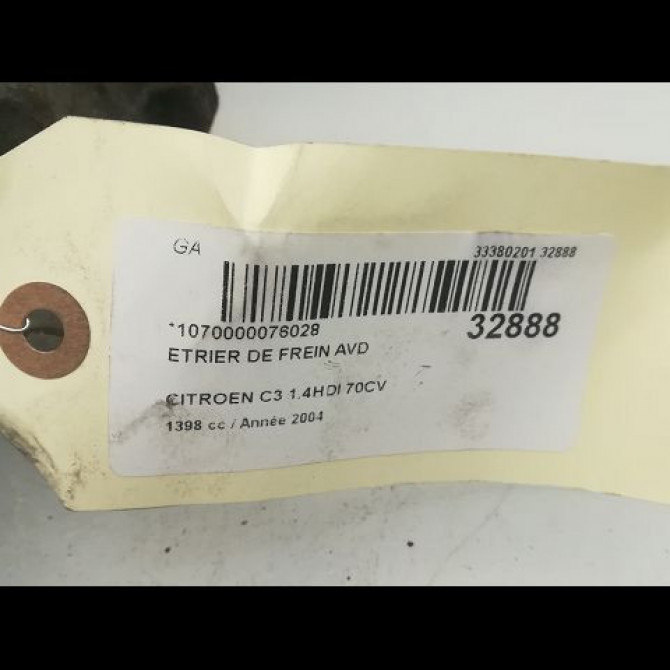 GA 33380201 32888
*1070000076028 32888
ETRIER DE FREIN AVD
CITROEN C3 1.4HDI 70CV
1398 cc / Année 2004